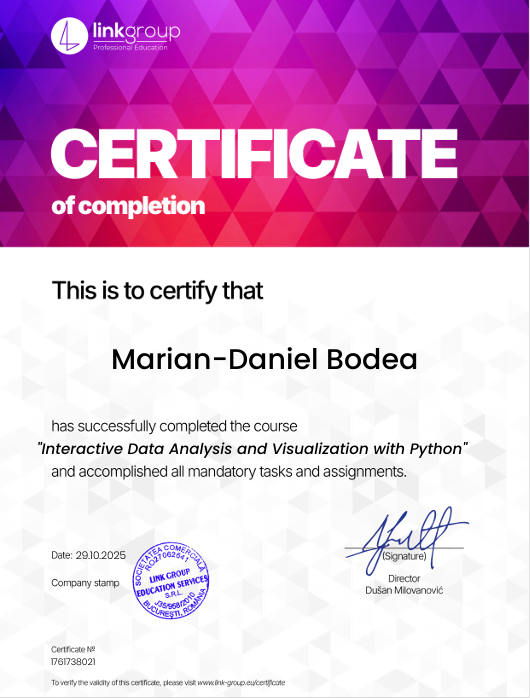 linkgroup
Professional Education
CERTIFICATE
of completion
This is to certify that
Marian-Daniel Bodea
has successfully completed the course
"Interactive Data Analysis and Visualization with Python"
and accomplished all mandatory tasks and assignments.
Date: 29.10.2025
Company stamp
SOCIETATEA COMERCIALĂ
RO27062641
LINK GROUP
EDUCATION SERVICES
S.R.L.
J35/958/2010
BUCUREȘTI, ROMÂNIA
(Signature)
Director
Dušan Milovanović
Certificate №
1761738021
To verify the validity of this certificate, please visit www.link-group.eu/certificate